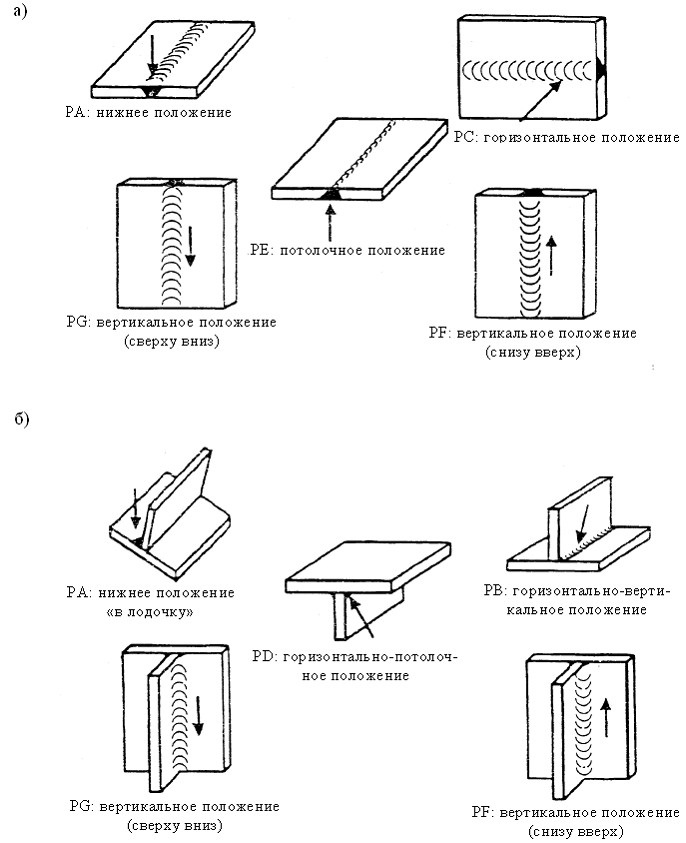 а)
PA: нижнее положение
PC: горизонтальное положение
PE: потолочное положение
PG: вертикальное положение
(сверху вниз)
PF: вертикальное положение
(снизу вверх)
б)
PA: нижнее положение
«в лодочку»
PB: горизонтально-верти-
кальное положение
PD: горизонтально-потолоч-
ное положение
PG: вертикальное положение
(сверху вниз)
PF: вертикальное положение
(снизу вверх)